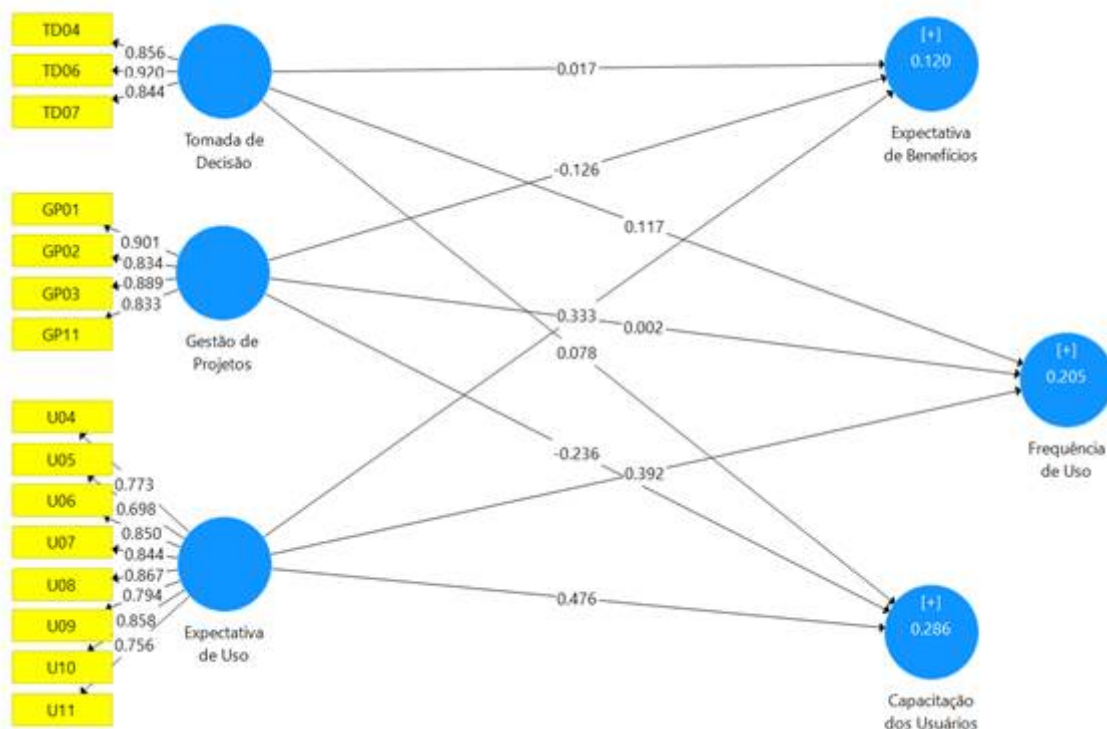 TD04
0.856
TD06
0.920
TD07
0.844
Tomada de
Decisão
GP01
0.901
GP02
0.834
GP03
0.889
GP11
0.833
Gestão de
Projetos
U04
U05
0.773
U06
0.698
0.850
U07
0.844
U08
0.867
0.794
U09
0.858
0.756
U10
U11
Expectativa
de Uso
0.017
-0.126
0.117
0.333
0.002
0.078
-0.236
0.392
0.476
[+]
0.120
Expectativa
de Benefícios
[+]
0.205
Frequência
de Uso
[+]
0.286
Capacitação
dos Usuários